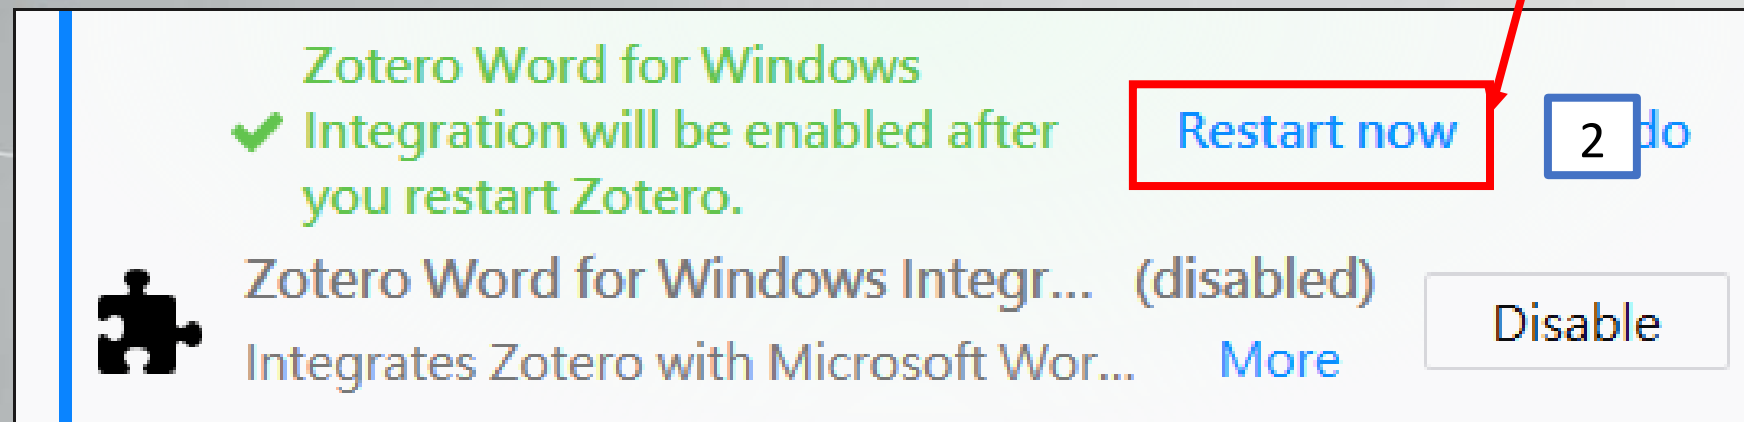 Zotero Word for Windows
Integration will be enabled after
you restart Zotero.
Restart now
2
do
Zotero Word for Windows Integr... (disabled)
Disable
Integrates Zotero with Microsoft Wor...
More